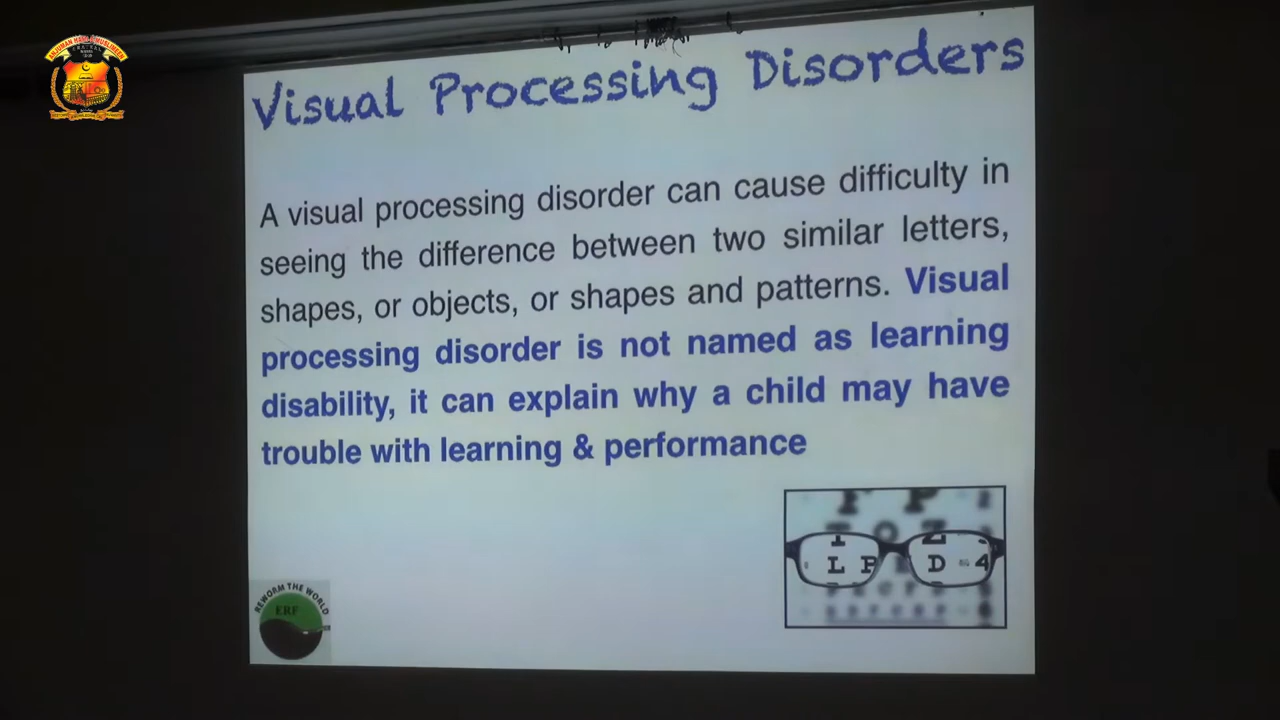 Visual Processing Disorders
A visual processing disorder can cause difficulty in
seeing the difference between two similar letters,
shapes, or objects, or shapes and patterns. Visual
processing disorder is not named as learning
disability, it can explain why a child may have
trouble with learning & performance
L P D 4
REWORM THE WORLD
ERF